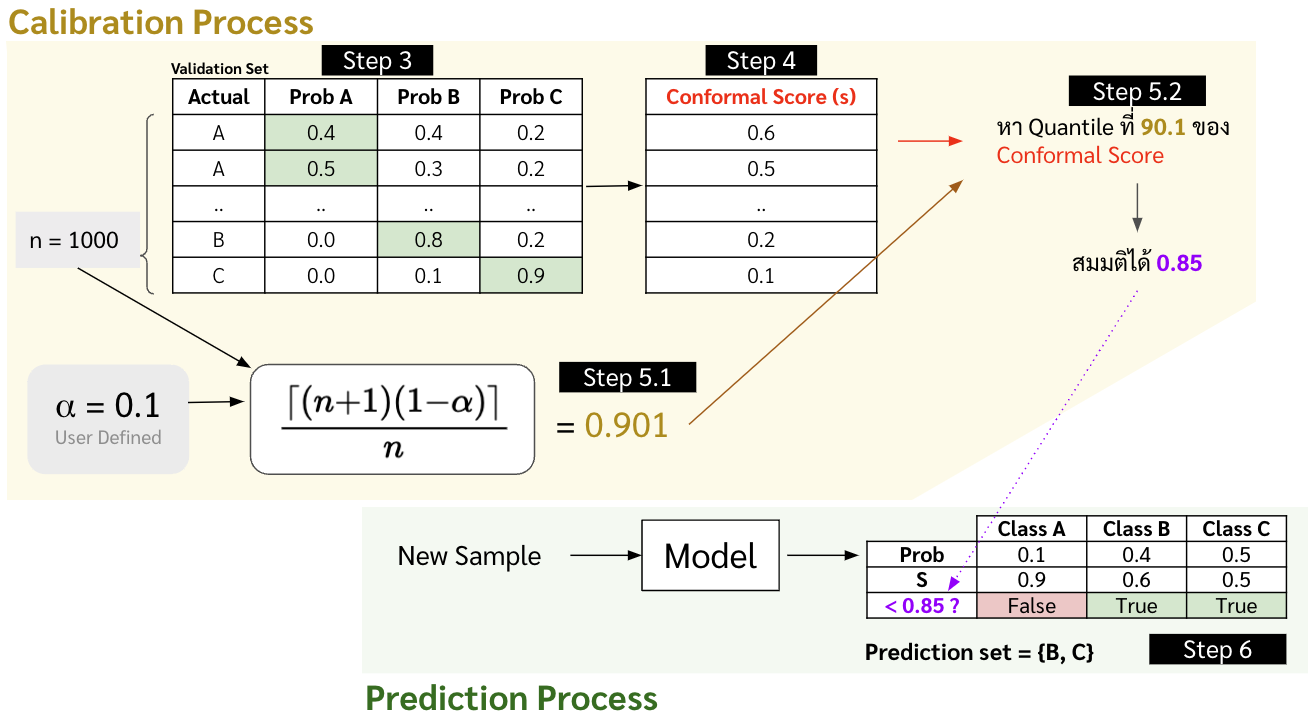 Calibration Process
Validation Set
Step 3
Actual Prob A Prob B Prob C
A 0.4 0.4 0.2
A 0.5 0.3 0.2
.. .. .. ..
B 0.0 0.8 0.2
C 0.0 0.1 0.9
n = 1000
Step 4
Conformal Score (s)
0.6
0.5
..
0.2
0.1
Step 5.2
หา Quantile ที่ 90.1 ของ
Conformal Score
สมมติได้ 0.85
α = 0.1
User Defined
⌈(n+1)(1−α)⌉
n
Step 5.1
= 0.901
New Sample
Model
Class A Class B Class C
Prob 0.1 0.4 0.5
S 0.9 0.6 0.5
< 0.85 ? False True True
Prediction set = {B, C}
Step 6
Prediction Process